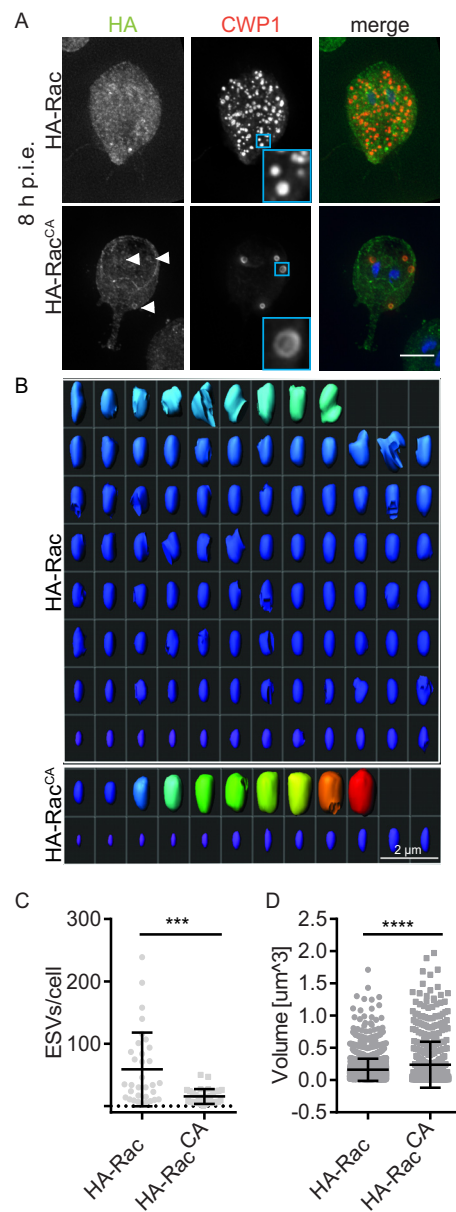 A
HA CWP1 merge
8 h p.i.e.
HA-Rac
HA-Rac^CA
B
HA-Rac
HA-Rac^CA
2 µm
C
ESVs/cell
300
200
100
***
HA-Rac
HA-Rac^CA
D
Volume [um^3]
2.5
2.0
1.5
1.0
0.5
0.0
-0.5
****
HA-Rac
HA-Rac^CA